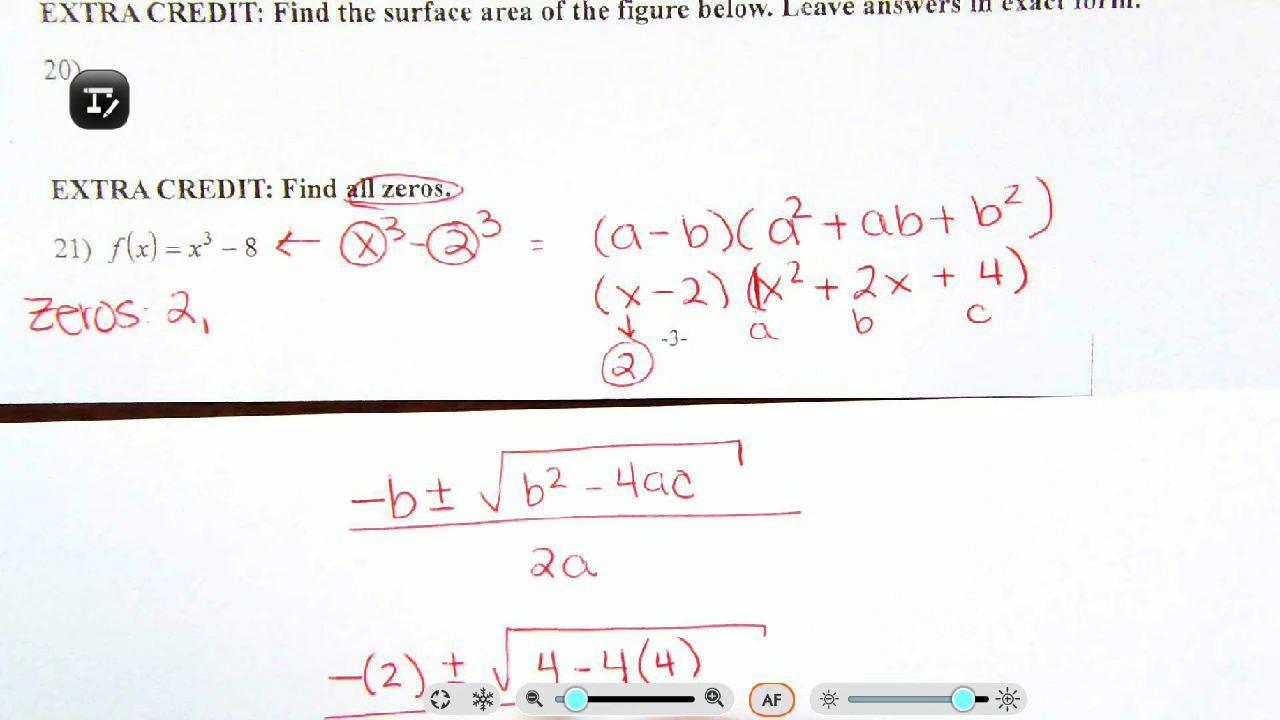 EXTRA CREDIT: Find the surface area of the figure below. Leave answers in exact form.
20)
EXTRA CREDIT: Find all zeros.
21) f(x) = x³ − 8 ← x³ - 2³ = (a − b)(a² + ab + b²)
(x − 2)(1x² + 2x + 4)
a b c
zeros: 2,
2
-3-
−b ± √b² − 4ac
2a
−(2) ± √4 − 4(4)
AF